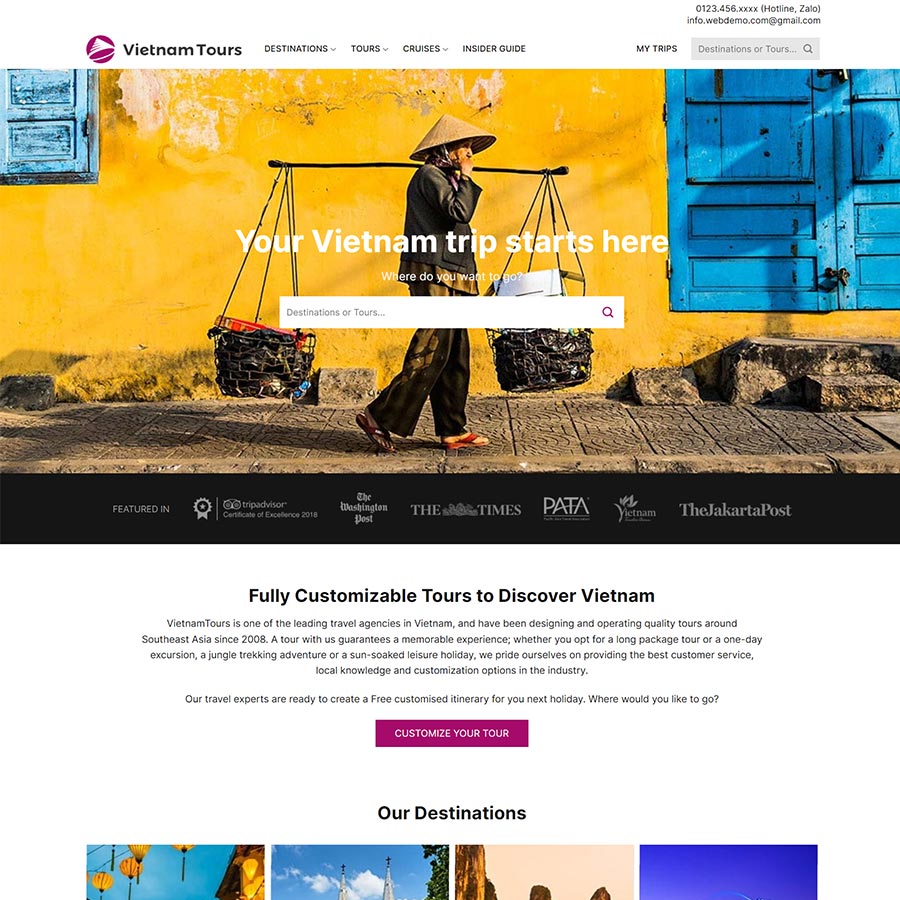 0123.456.xxxx (Hotline, Zalo)
info.webdemo.com@gmail.com
Vietnam Tours
DESTINATIONS
TOURS
CRUISES
INSIDER GUIDE
MY TRIPS
Destinations or Tours...
Your Vietnam trip starts here
Where do you want to go?
Destinations or Tours...
FEATURED IN
tripadvisor
Certificate of Excellence 2018
The
Washington
Post
THE TIMES
PATA
Vietnam
TheJakartaPost
Fully Customizable Tours to Discover Vietnam
VietnamTours is one of the leading travel agencies in Vietnam, and have been designing and operating quality tours around
Southeast Asia since 2008. A tour with us guarantees a memorable experience; whether you opt for a long package tour or a one-day
excursion, a jungle trekking adventure or a sun-soaked leisure holiday, we pride ourselves on providing the best customer service,
local knowledge and customization options in the industry.
Our travel experts are ready to create a Free customised itinerary for you next holiday. Where would you like to go?
CUSTOMIZE YOUR TOUR
Our Destinations